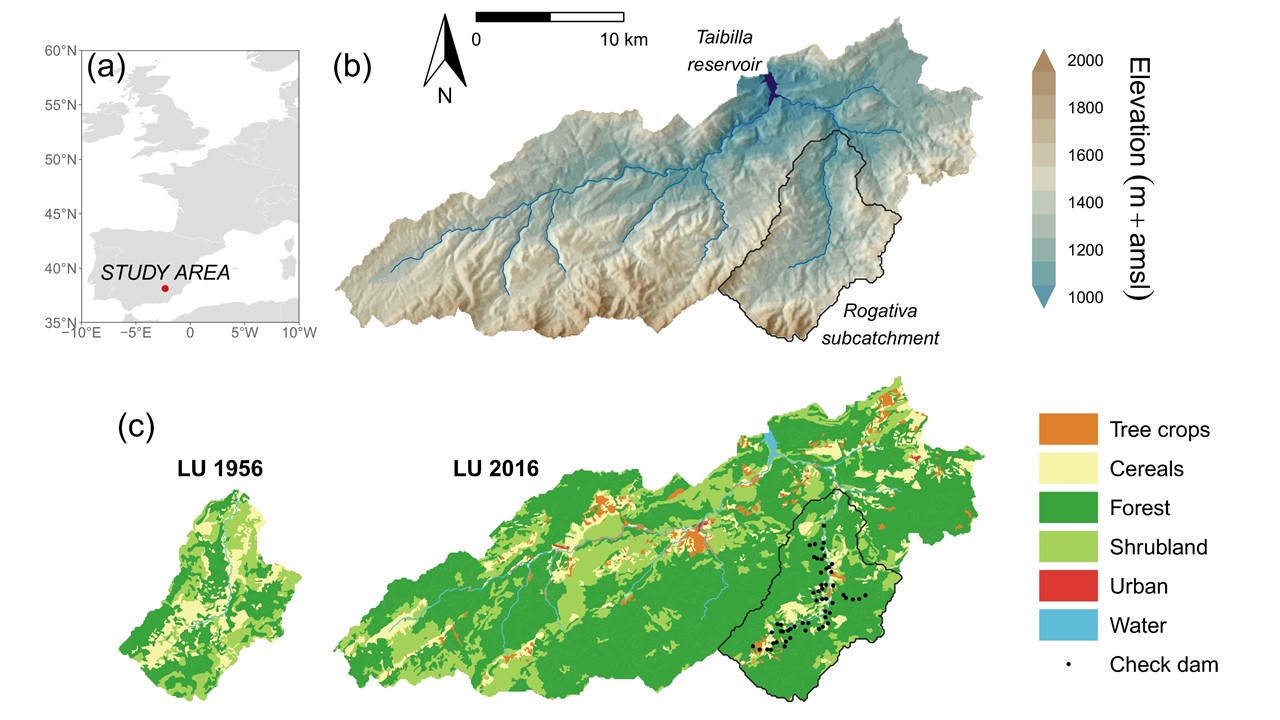 (a)
60°N
55°N
50°N
45°N
40°N
35°N
−10°E
−5°E
0
5°W
10°W
STUDY AREA
(b)
N
0
10 km
Taibilla
reservoir
Rogativa
subcatchment
2000
1800
1600
1400
1200
1000
Elevation (m + amsl)
(c)
LU 1956
LU 2016
Tree crops
Cereals
Forest
Shrubland
Urban
Water
Check dam